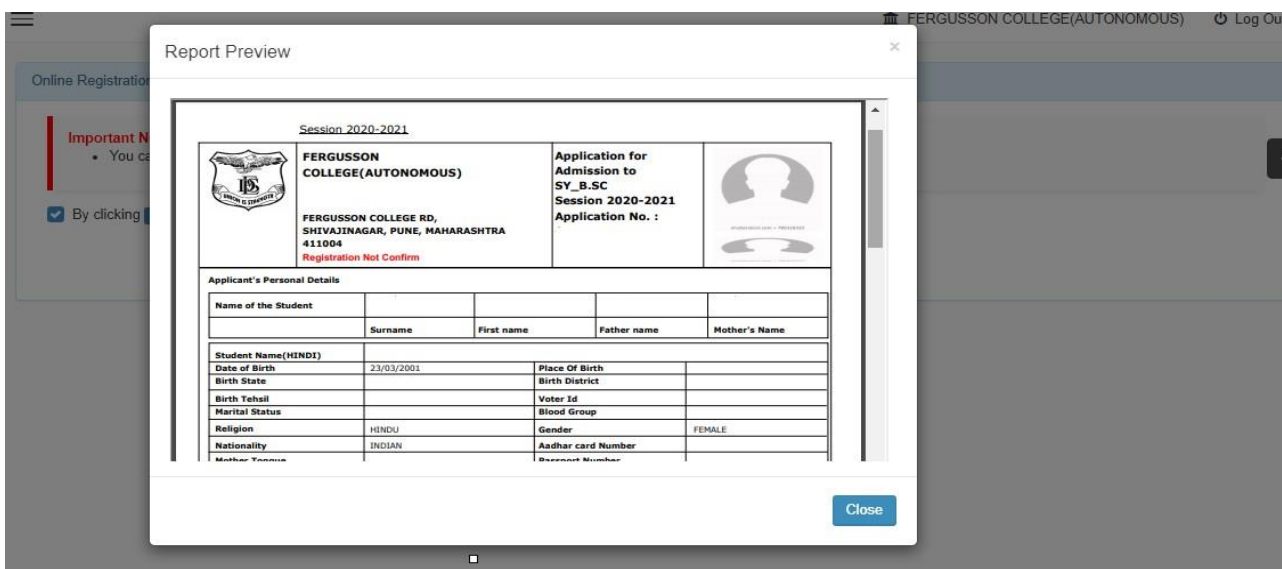 FERGUSSON COLLEGE(AUTONOMOUS) Log Ou
Report Preview ×
Online Registration
Important N
You ca
By clicking
Session 2020-2021
FERGUSSON
COLLEGE(AUTONOMOUS)
FERGUSSON COLLEGE RD,
SHIVAJINAGAR, PUNE, MAHARASHTRA
411004
Registration Not Confirm
Application for
Admission to
SY_B.SC
Session 2020-2021
Application No. :
Applicant's Personal Details
Name of the Student
Surname First name Father name Mother's Name
Student Name(HINDI)
Date of Birth 23/03/2001 Place Of Birth
Birth State Birth District
Birth Tehsil Voter Id
Marital Status Blood Group
Religion HINDU Gender FEMALE
Nationality INDIAN Aadhar card Number
Mother Tongue Passport Number
Close